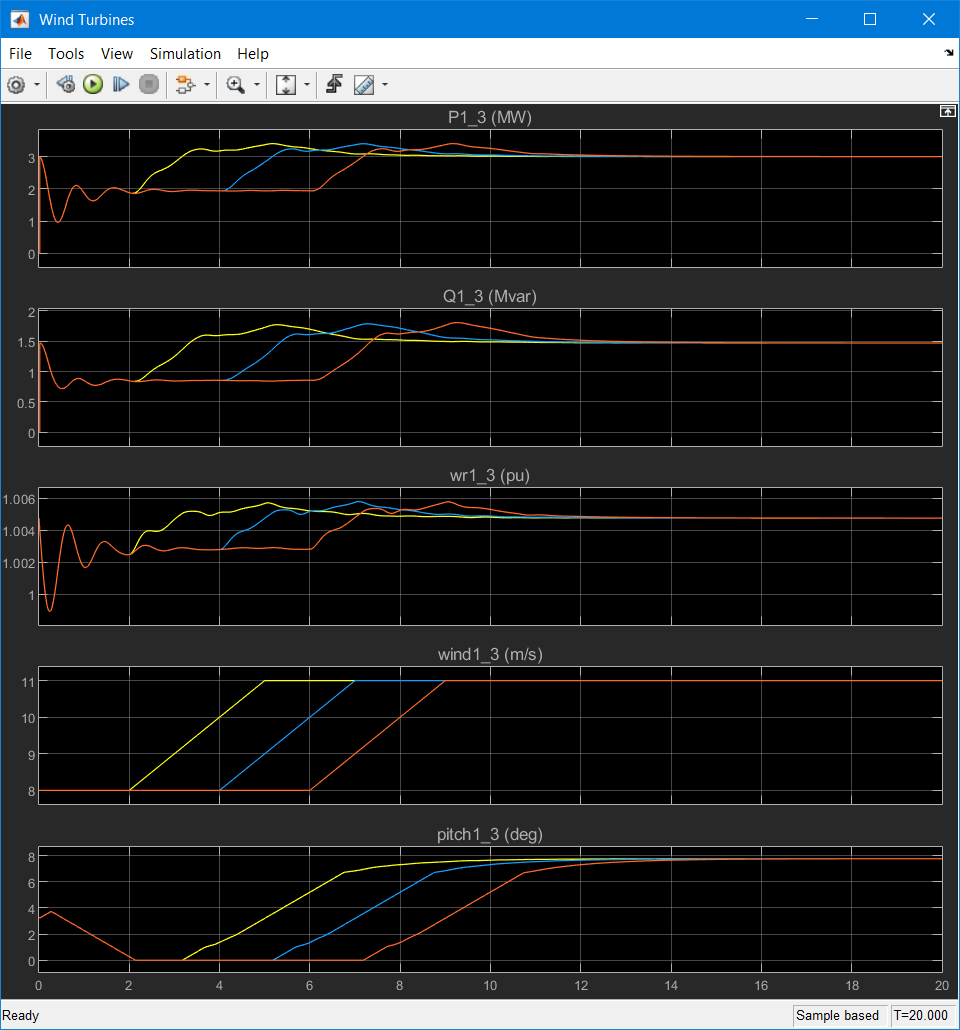 Wind Turbines
File Tools View Simulation Help
P1_3 (MW)
3
2
1
0
Q1_3 (Mvar)
2
1.5
1
0.5
0
wr1_3 (pu)
1.006
1.004
1.002
1
wind1_3 (m/s)
11
10
9
8
pitch1_3 (deg)
8
6
4
2
0
0 2 4 6 8 10 12 14 16 18 20
Ready Sample based T=20.000